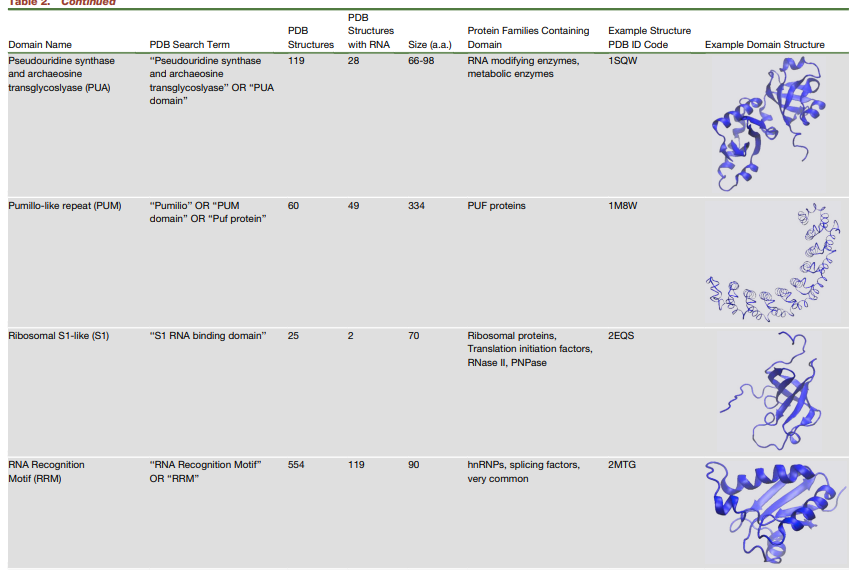 Table 2. Continued
Domain Name PDB Search Term PDB Structures PDB Structures with RNA Size (a.a.) Protein Families Containing Domain Example Structure PDB ID Code Example Domain Structure
Pseudouridine synthase "Pseudouridine synthase 119 28 66-98 RNA modifying enzymes, 1SQW
and archaeosine and archaeosine metabolic enzymes
transglycoslyase (PUA) transglycoslyase" OR "PUA
domain"
Pumillo-like repeat (PUM) "Pumilio" OR "PUM 60 49 334 PUF proteins 1M8W
domain" OR "Puf protein"
Ribosomal S1-like (S1) "S1 RNA binding domain" 25 2 70 Ribosomal proteins, 2EQS
Translation initiation factors,
RNase II, PNPase
RNA Recognition "RNA Recognition Motif" 554 119 90 hnRNPs, splicing factors, 2MTG
Motif (RRM) OR "RRM" very common